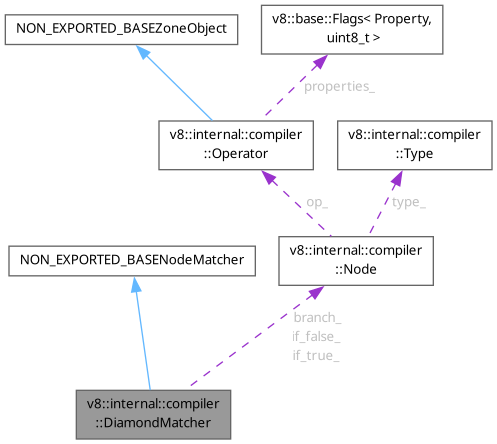 NON_EXPORTED_BASEZoneObject
v8::base::Flags< Property,
uint8_t >
properties_
v8::internal::compiler
::Operator
v8::internal::compiler
::Type
op_
type_
NON_EXPORTED_BASENodeMatcher
v8::internal::compiler
::Node
branch_
if_false_
if_true_
v8::internal::compiler
::DiamondMatcher